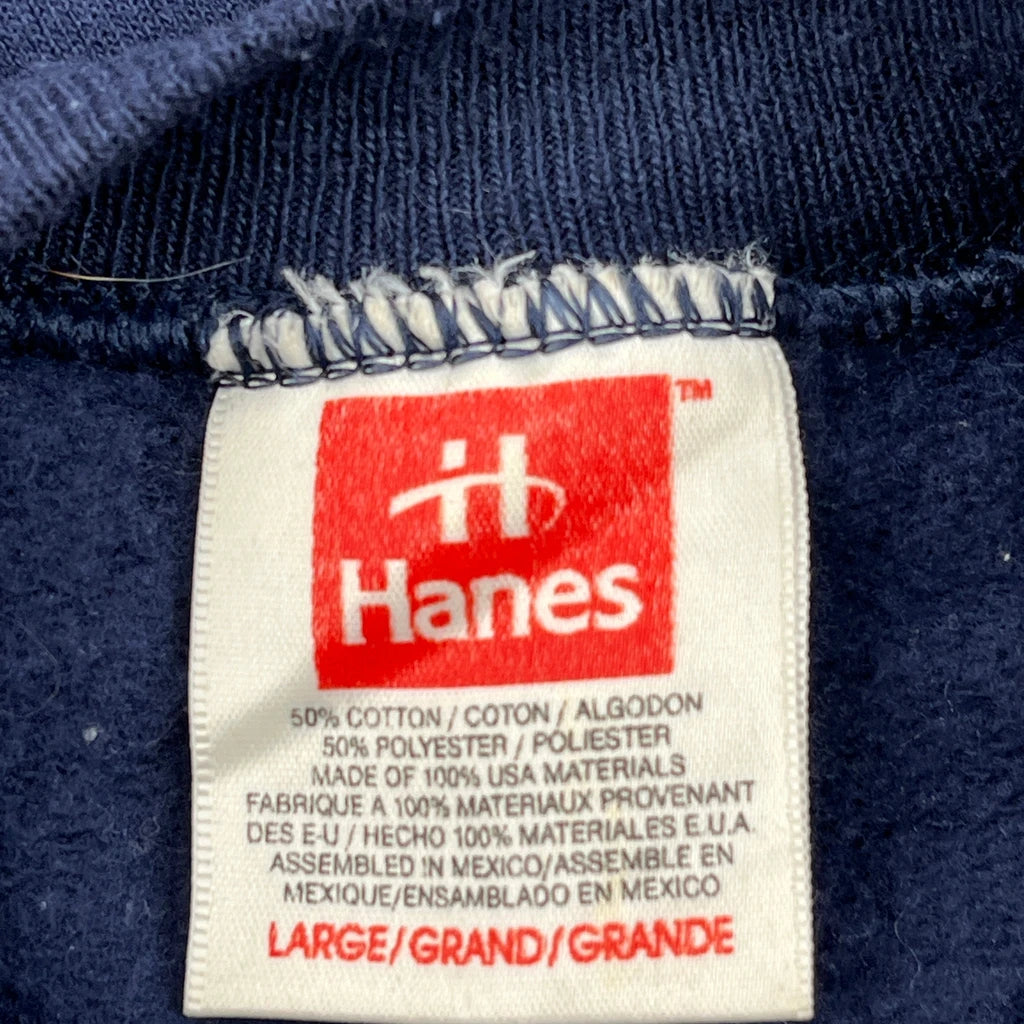 H
TM
Hanes
50% COTTON / COTON / ALGODON
50% POLYESTER / POLIESTER
MADE OF 100% USA MATERIALS
FABRIQUE A 100% MATERIAUX PROVENANT
DES E-U / HECHO 100% MATERIALES E.U.A.
ASSEMBLED IN MEXICO/ASSEMBLE EN
MEXIQUE/ENSAMBLADO EN MEXICO
LARGE/GRAND/GRANDE